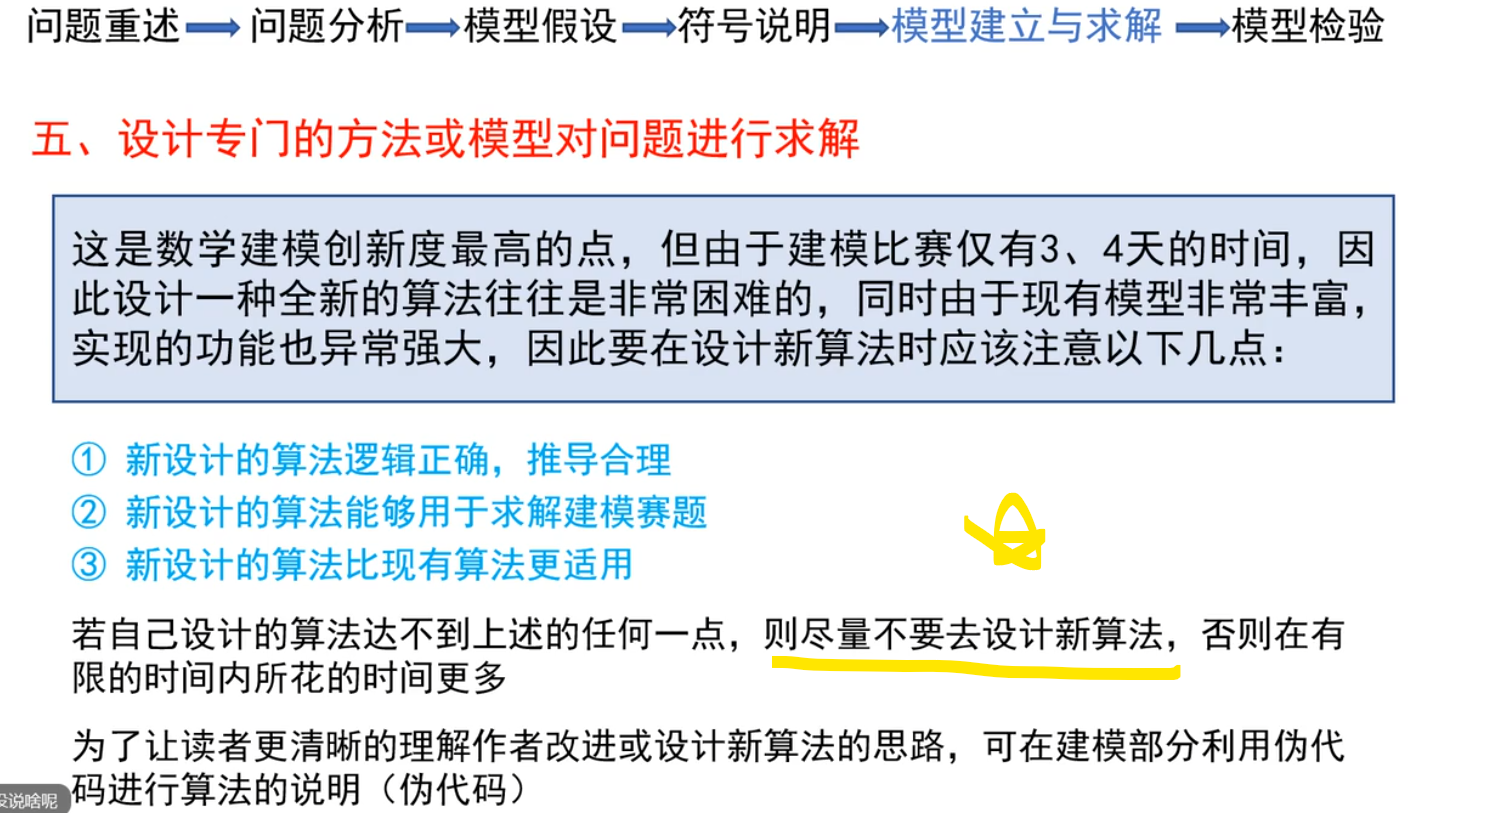 问题重述 问题分析 模型假设 符号说明 模型建立与求解 模型检验
五、设计专门的方法或模型对问题进行求解
这是数学建模创新度最高的点，但由于建模比赛仅有3、4天的时间，因
此设计一种全新的算法往往是非常困难的，同时由于现有模型非常丰富，
实现的功能也异常强大，因此要在设计新算法时应该注意以下几点：
① 新设计的算法逻辑正确，推导合理
② 新设计的算法能够用于求解建模赛题
③ 新设计的算法比现有算法更适用
若自己设计的算法达不到上述的任何一点，则尽量不要去设计新算法，否则在有
限的时间内所花的时间更多
为了让读者更清晰的理解作者改进或设计新算法的思路，可在建模部分利用伪代
码进行算法的说明（伪代码）
没说啥呢